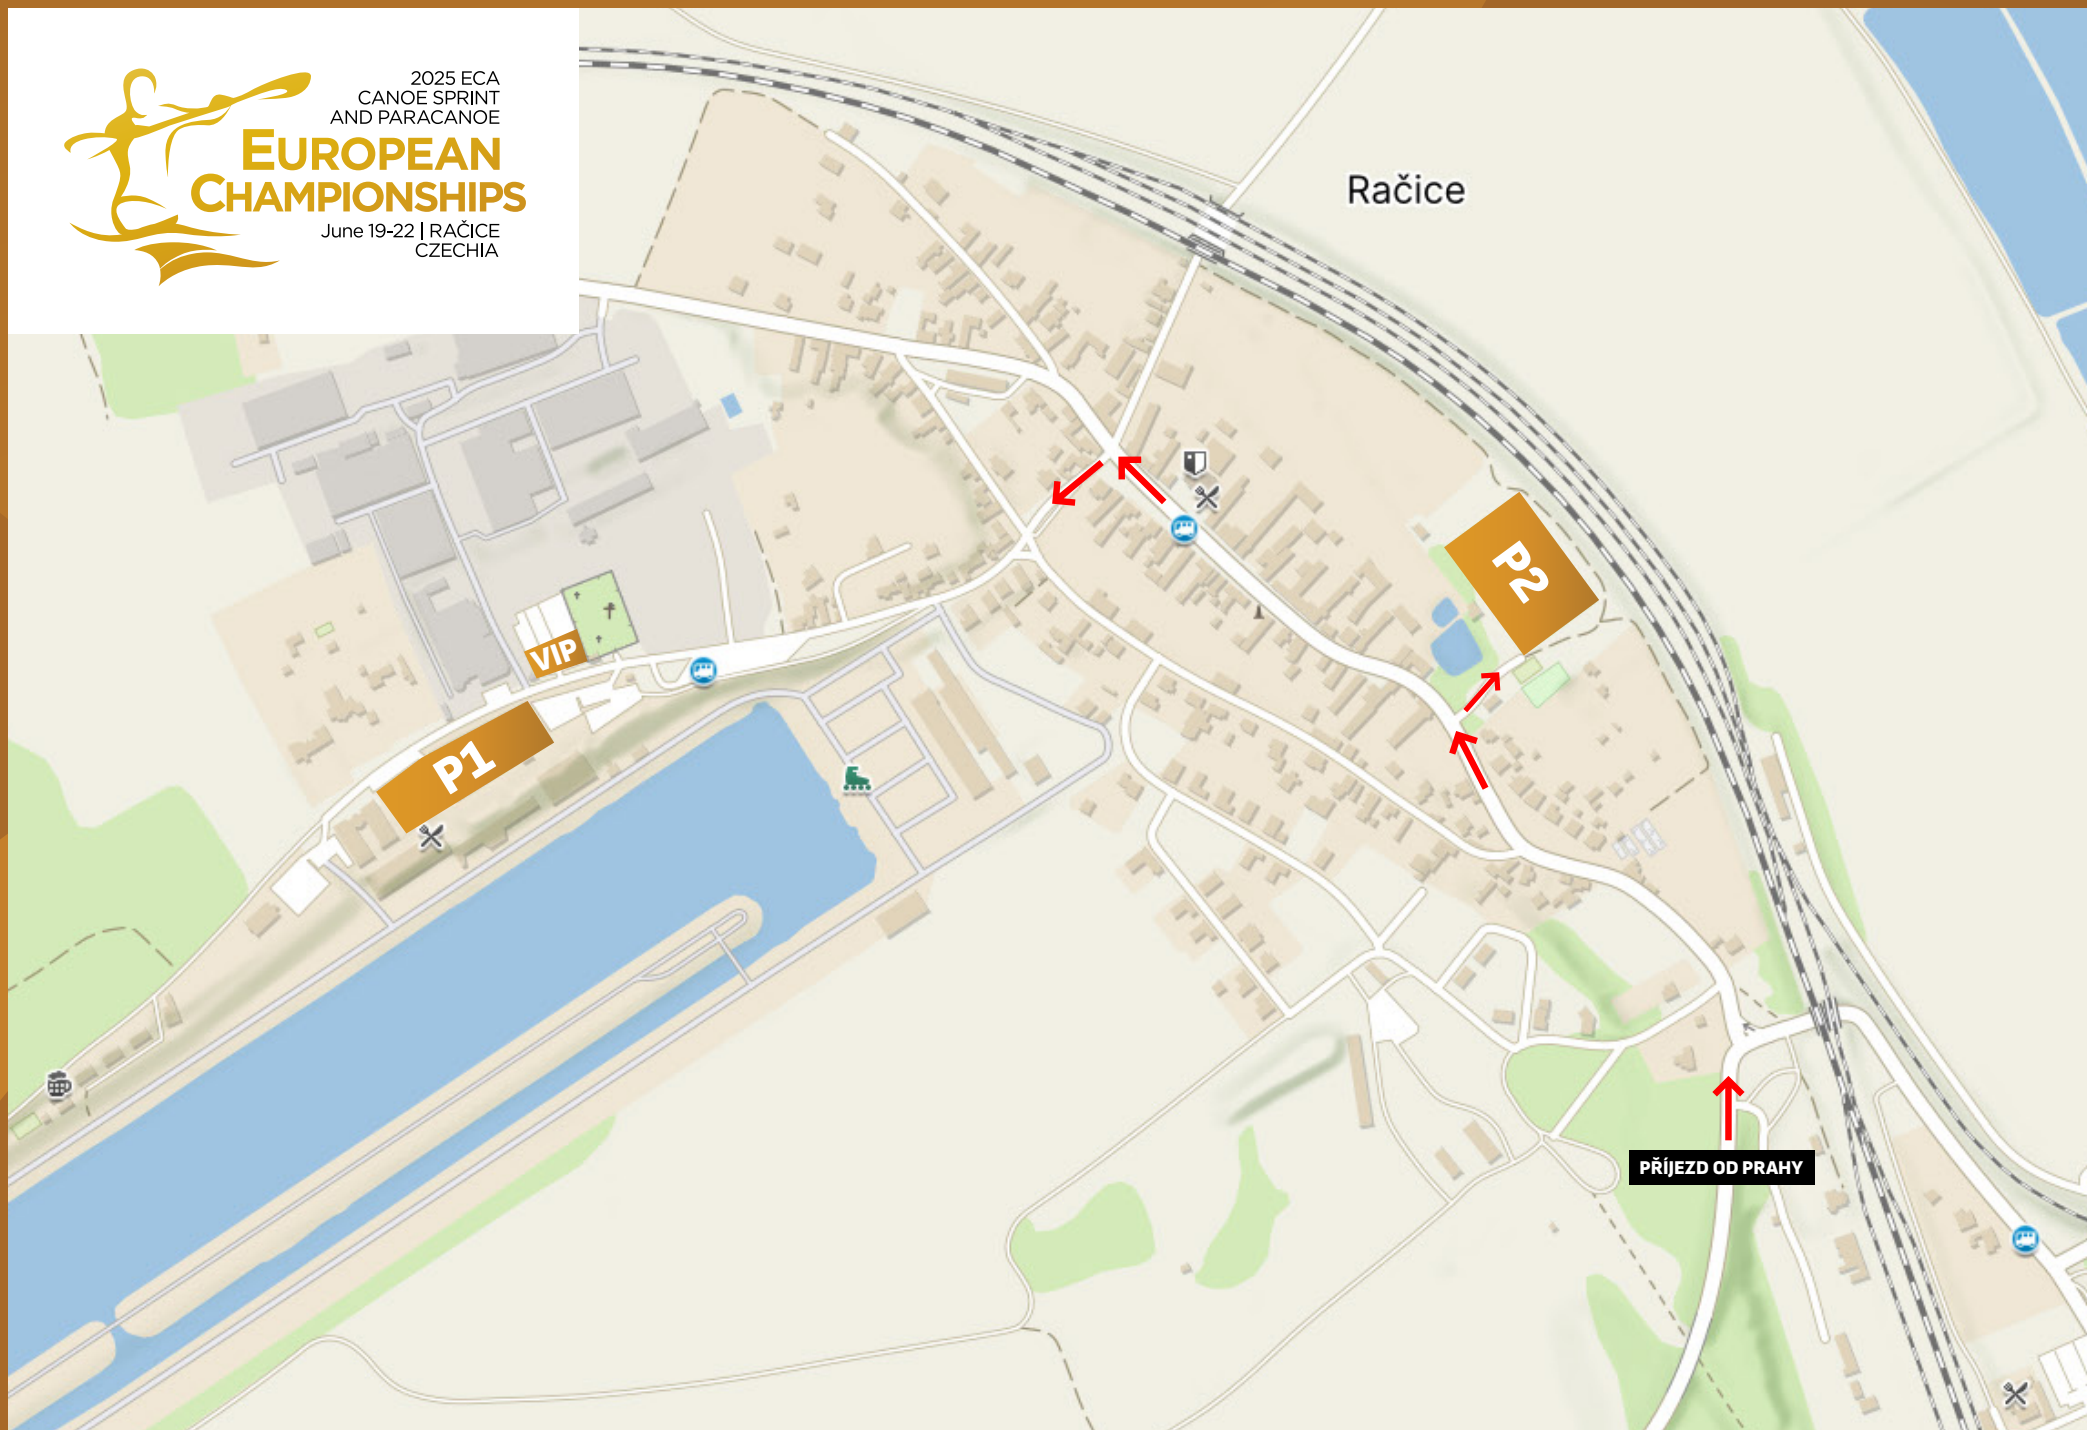 2025 ECA
CANOE SPRINT
AND PARACANOE
EUROPEAN
CHAMPIONSHIPS
June 19-22 | RAČICE
CZECHIA
Račice
P2
VIP
P1
PŘÍJEZD OD PRAHY